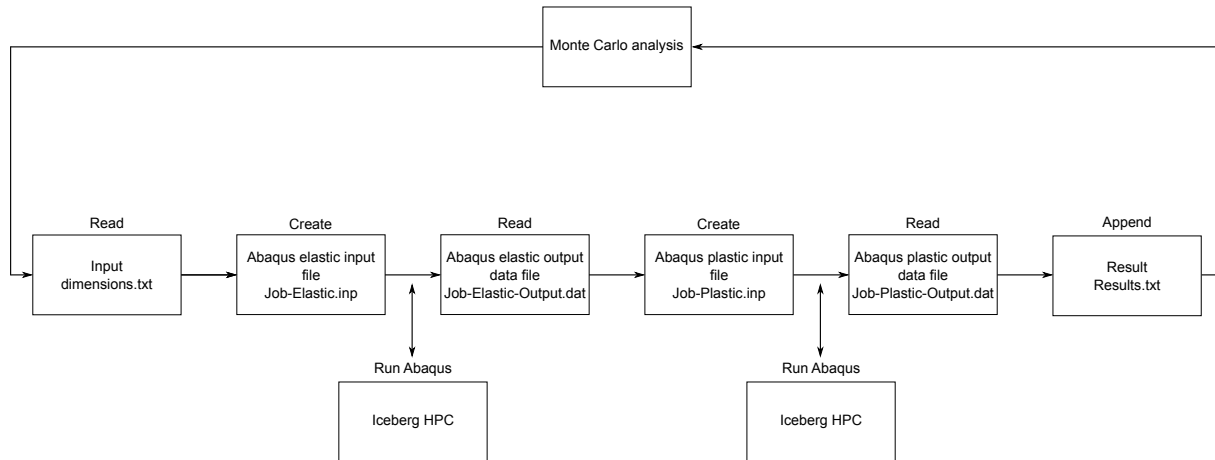 Monte Carlo analysis
Read
Input
dimensions.txt
Create
Abaqus elastic input
file
Job-Elastic.inp
Read
Abaqus elastic output
data file
Job-Elastic-Output.dat
Create
Abaqus plastic input
file
Job-Plastic.inp
Read
Abaqus plastic output
data file
Job-Plastic-Output.dat
Append
Result
Results.txt
Run Abaqus
Iceberg HPC
Run Abaqus
Iceberg HPC